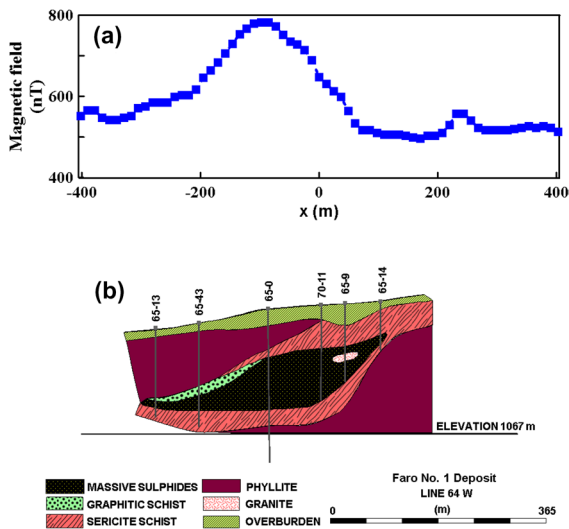 (a)
Magnetic field
(nT)
800
600
400
-400
-200
0
200
400
x (m)
(b)
65-13
65-43
65-0
70-11
65-9
65-14
ELEVATION 1067 m
MASSIVE SULPHIDES
GRAPHITIC SCHIST
SERICITE SCHIST
PHYLLITE
GRANITE
OVERBURDEN
Faro No. 1 Deposit
LINE 64 W
(m)
0
365